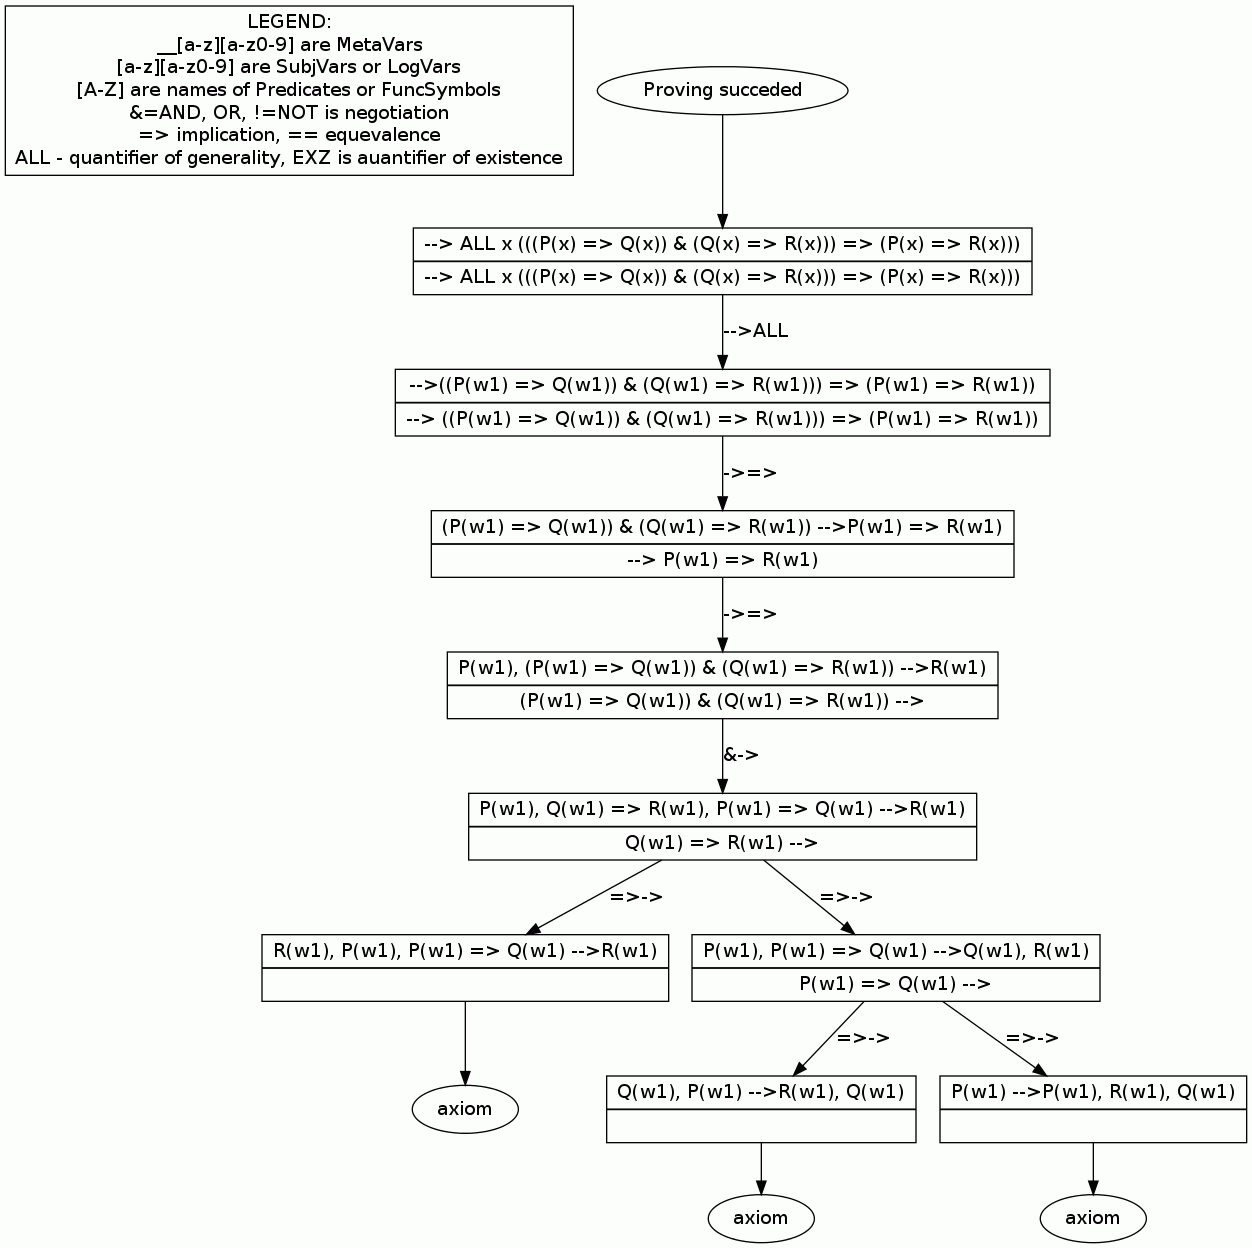 LEGEND:
__[a-z][a-z0-9] are MetaVars
[a-z][a-z0-9] are SubjVars or LogVars
[A-Z] are names of Predicates or FuncSymbols
&=AND, OR, !=NOT is negotiation
=> implication, == equevalence
ALL - quantifier of generality, EXZ is auantifier of existence
Proving succeded
--> ALL x (((P(x) => Q(x)) & (Q(x) => R(x))) => (P(x) => R(x)))
--> ALL x (((P(x) => Q(x)) & (Q(x) => R(x))) => (P(x) => R(x)))
-->ALL
-->((P(w1) => Q(w1)) & (Q(w1) => R(w1))) => (P(w1) => R(w1))
--> ((P(w1) => Q(w1)) & (Q(w1) => R(w1))) => (P(w1) => R(w1))
->=>
(P(w1) => Q(w1)) & (Q(w1) => R(w1)) -->P(w1) => R(w1)
--> P(w1) => R(w1)
->=>
P(w1), (P(w1) => Q(w1)) & (Q(w1) => R(w1)) -->R(w1)
(P(w1) => Q(w1)) & (Q(w1) => R(w1)) -->
&->
P(w1), Q(w1) => R(w1), P(w1) => Q(w1) -->R(w1)
Q(w1) => R(w1) -->
=>->
=>->
R(w1), P(w1), P(w1) => Q(w1) -->R(w1)
P(w1), P(w1) => Q(w1) -->Q(w1), R(w1)
P(w1) => Q(w1) -->
=>->
=>->
axiom
Q(w1), P(w1) -->R(w1), Q(w1)
P(w1) -->P(w1), R(w1), Q(w1)
axiom
axiom